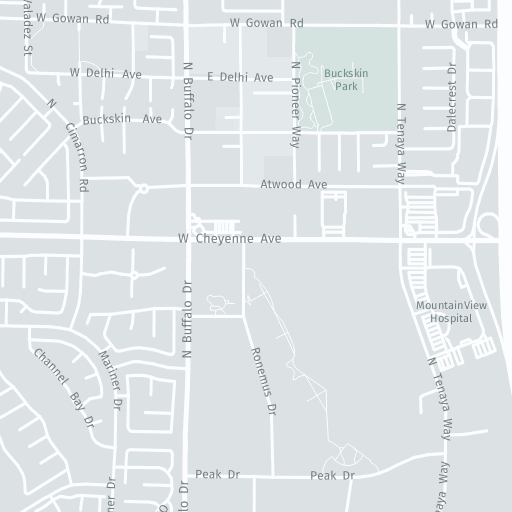 W Gowan Rd
W Gowan Rd
W Gowan Rd
Valadez St
W Delhi Ave
E Delhi Ave
N Buffalo Dr
N Pioneer Way
Buckskin
Park
Dalecrest Dr
N Cimarron Rd
Buckskin Ave
N Tenaya Way
Atwood Ave
W Cheyenne Ave
N Buffalo Dr
MountainView
Hospital
Channel Bay Dr
Mariner Dr
Ronemus Dr
N Tenaya Way
Peak Dr
Peak Dr